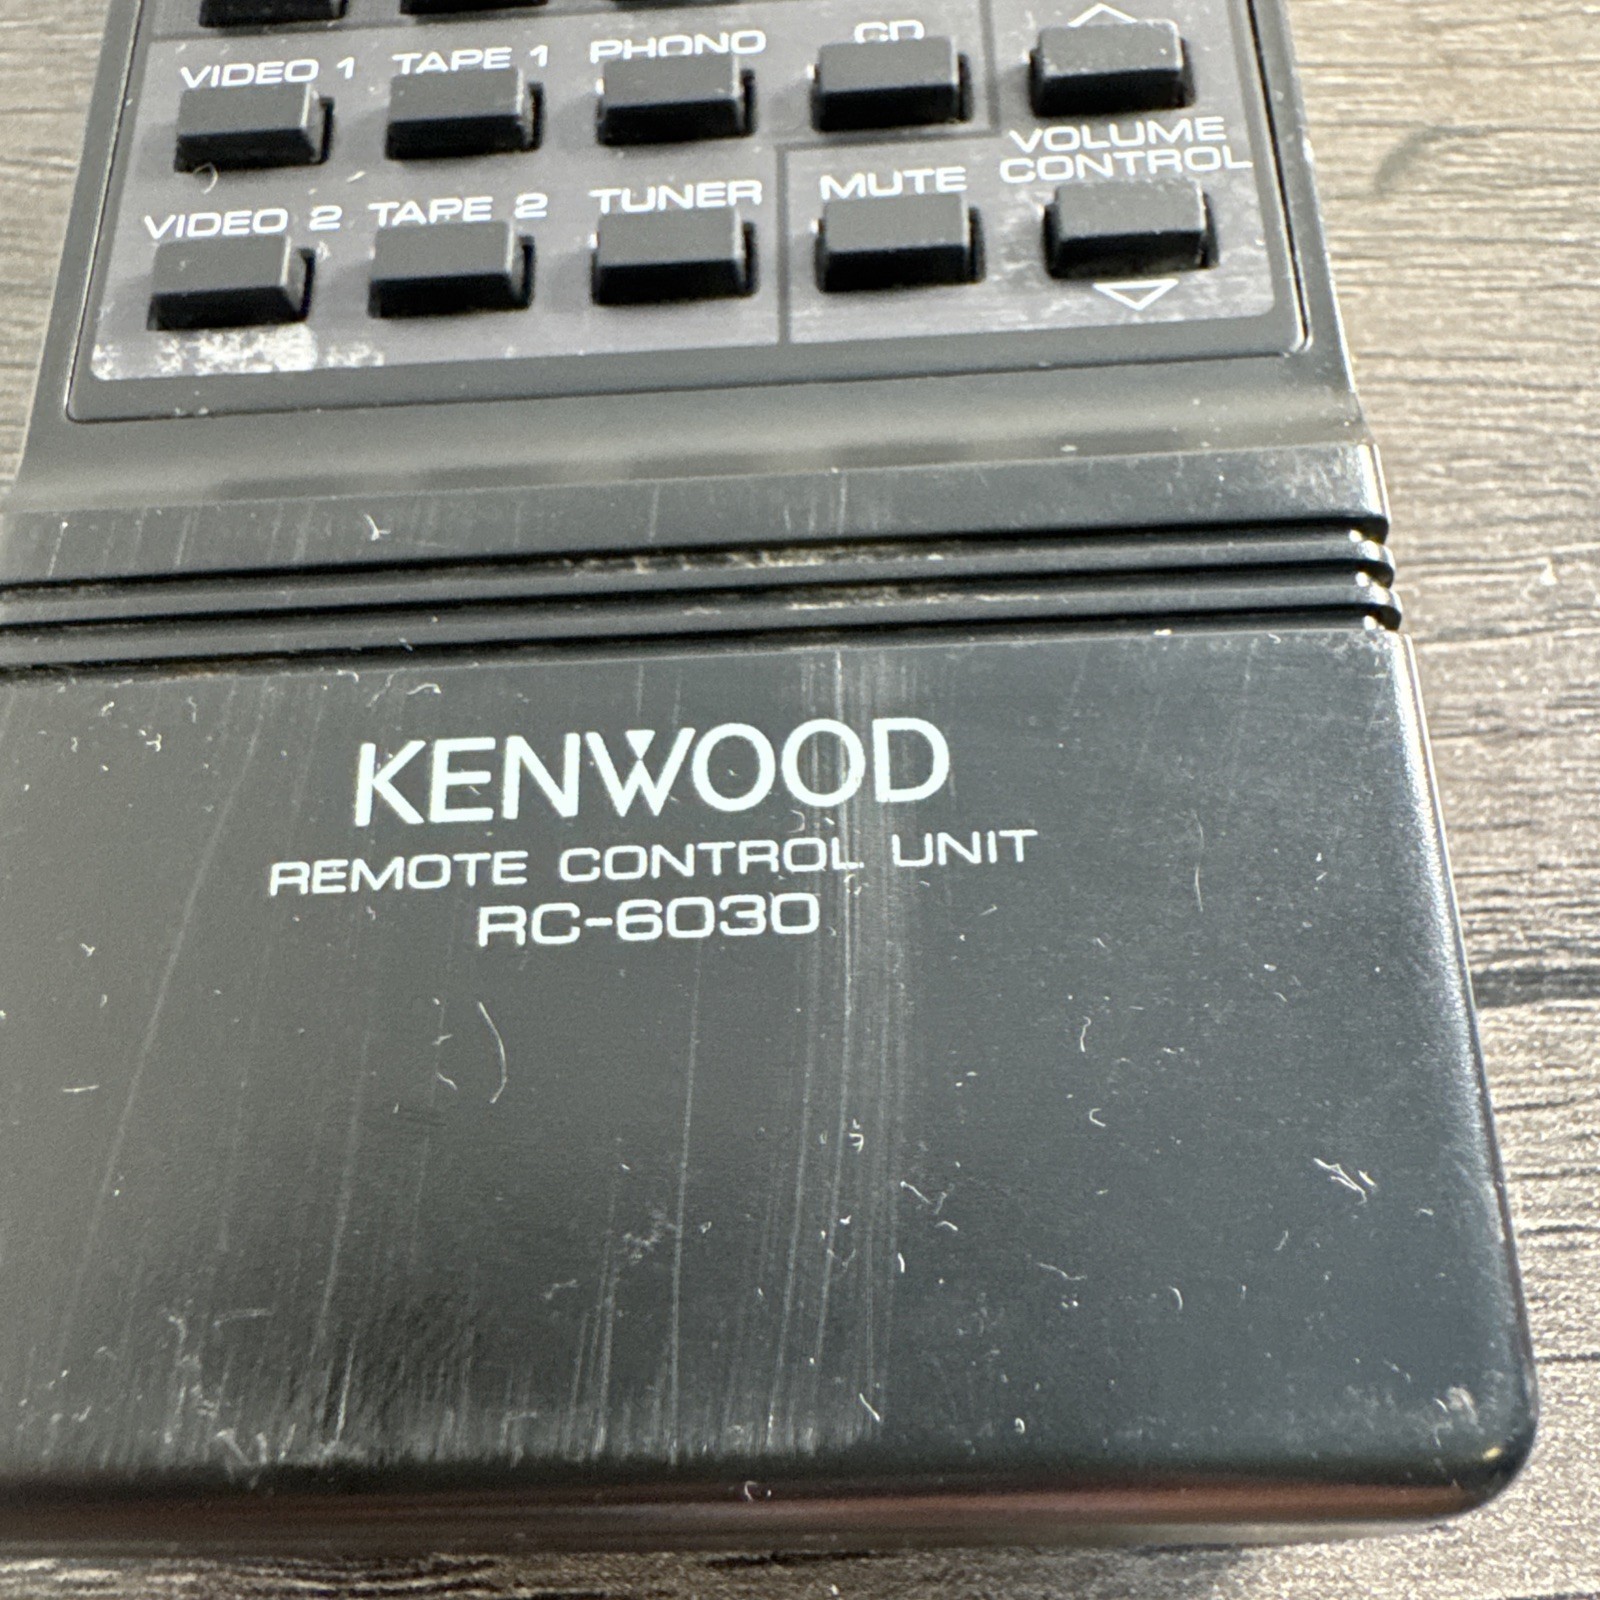 VIDEO 1 TAPE 1 PHONO CD
VOLUME
CONTROL
VIDEO 2 TAPE 2 TUNER MUTE
KENWOOD
REMOTE CONTROL UNIT
RC-6030